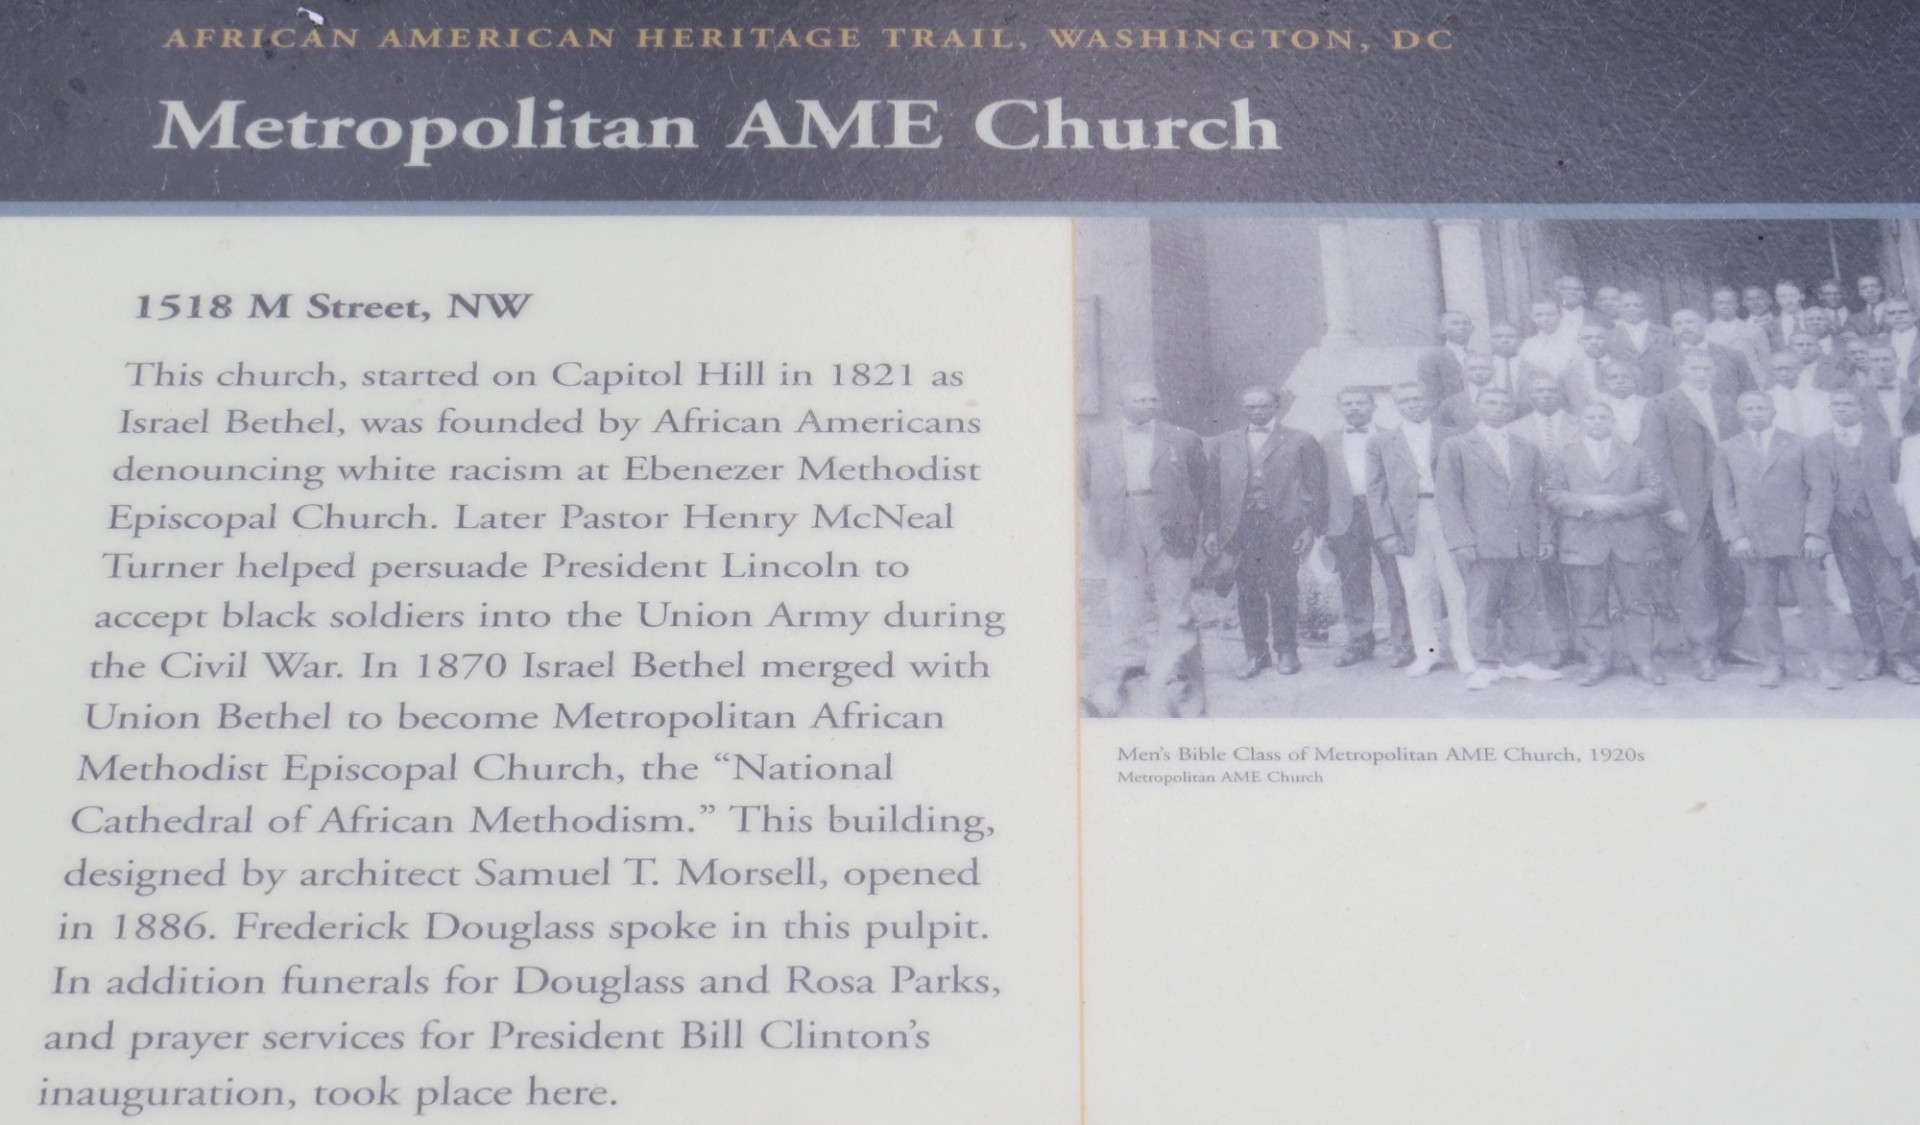 AFRICAN AMERICAN HERITAGE TRAIL, WASHINGTON, DC
Metropolitan AME Church
1518 M Street, NW
This church, started on Capitol Hill in 1821 as
Israel Bethel, was founded by African Americans
denouncing white racism at Ebenezer Methodist
Episcopal Church. Later Pastor Henry McNeal
Turner helped persuade President Lincoln to
accept black soldiers into the Union Army during
the Civil War. In 1870 Israel Bethel merged with
Union Bethel to become Metropolitan African
Methodist Episcopal Church, the “National
Cathedral of African Methodism.” This building,
designed by architect Samuel T. Morsell, opened
in 1886. Frederick Douglass spoke in this pulpit.
In addition funerals for Douglass and Rosa Parks,
and prayer services for President Bill Clinton’s
inauguration, took place here.
Men’s Bible Class of Metropolitan AME Church, 1920s
Metropolitan AME Church